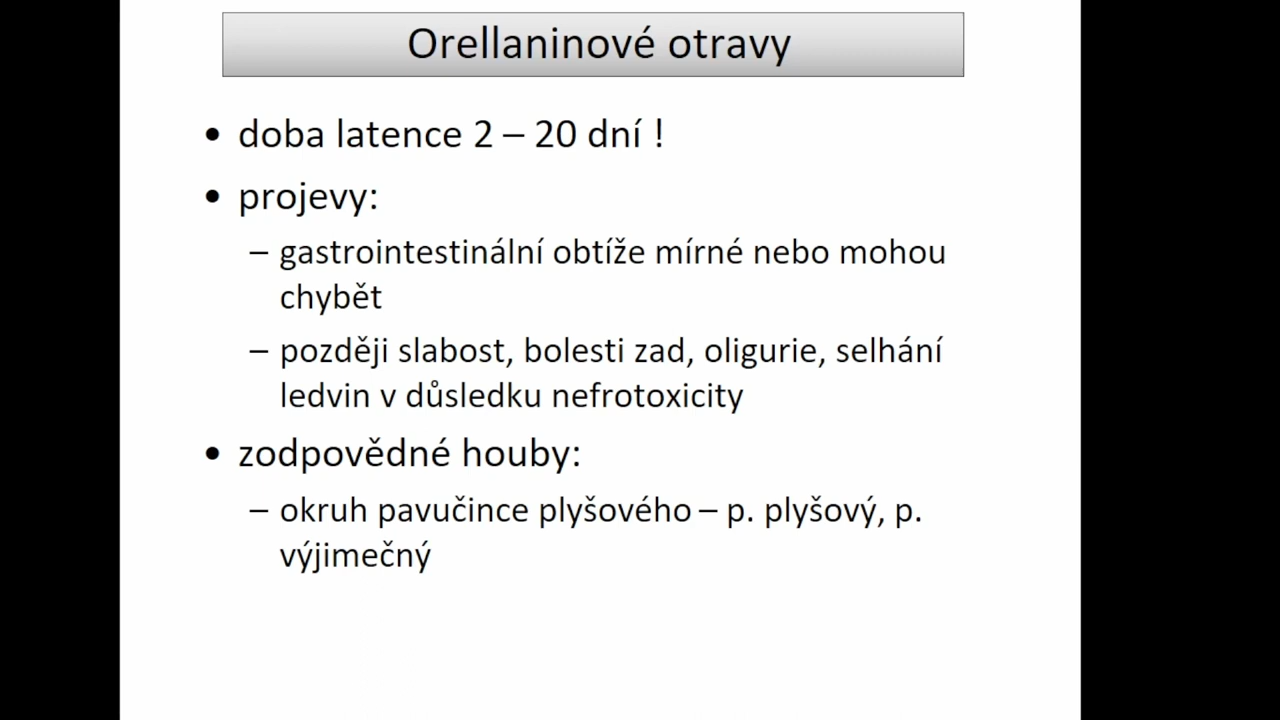 Orellaninové otravy
• doba latence 2 – 20 dní !
• projevy:
– gastrointestinální obtíže mírné nebo mohou
chybět
– později slabost, bolesti zad, oligurie, selhání
ledvin v důsledku nefrotoxicity
• zodpovědné houby:
– okruh pavučince plyšového – p. plyšový, p.
výjimečný